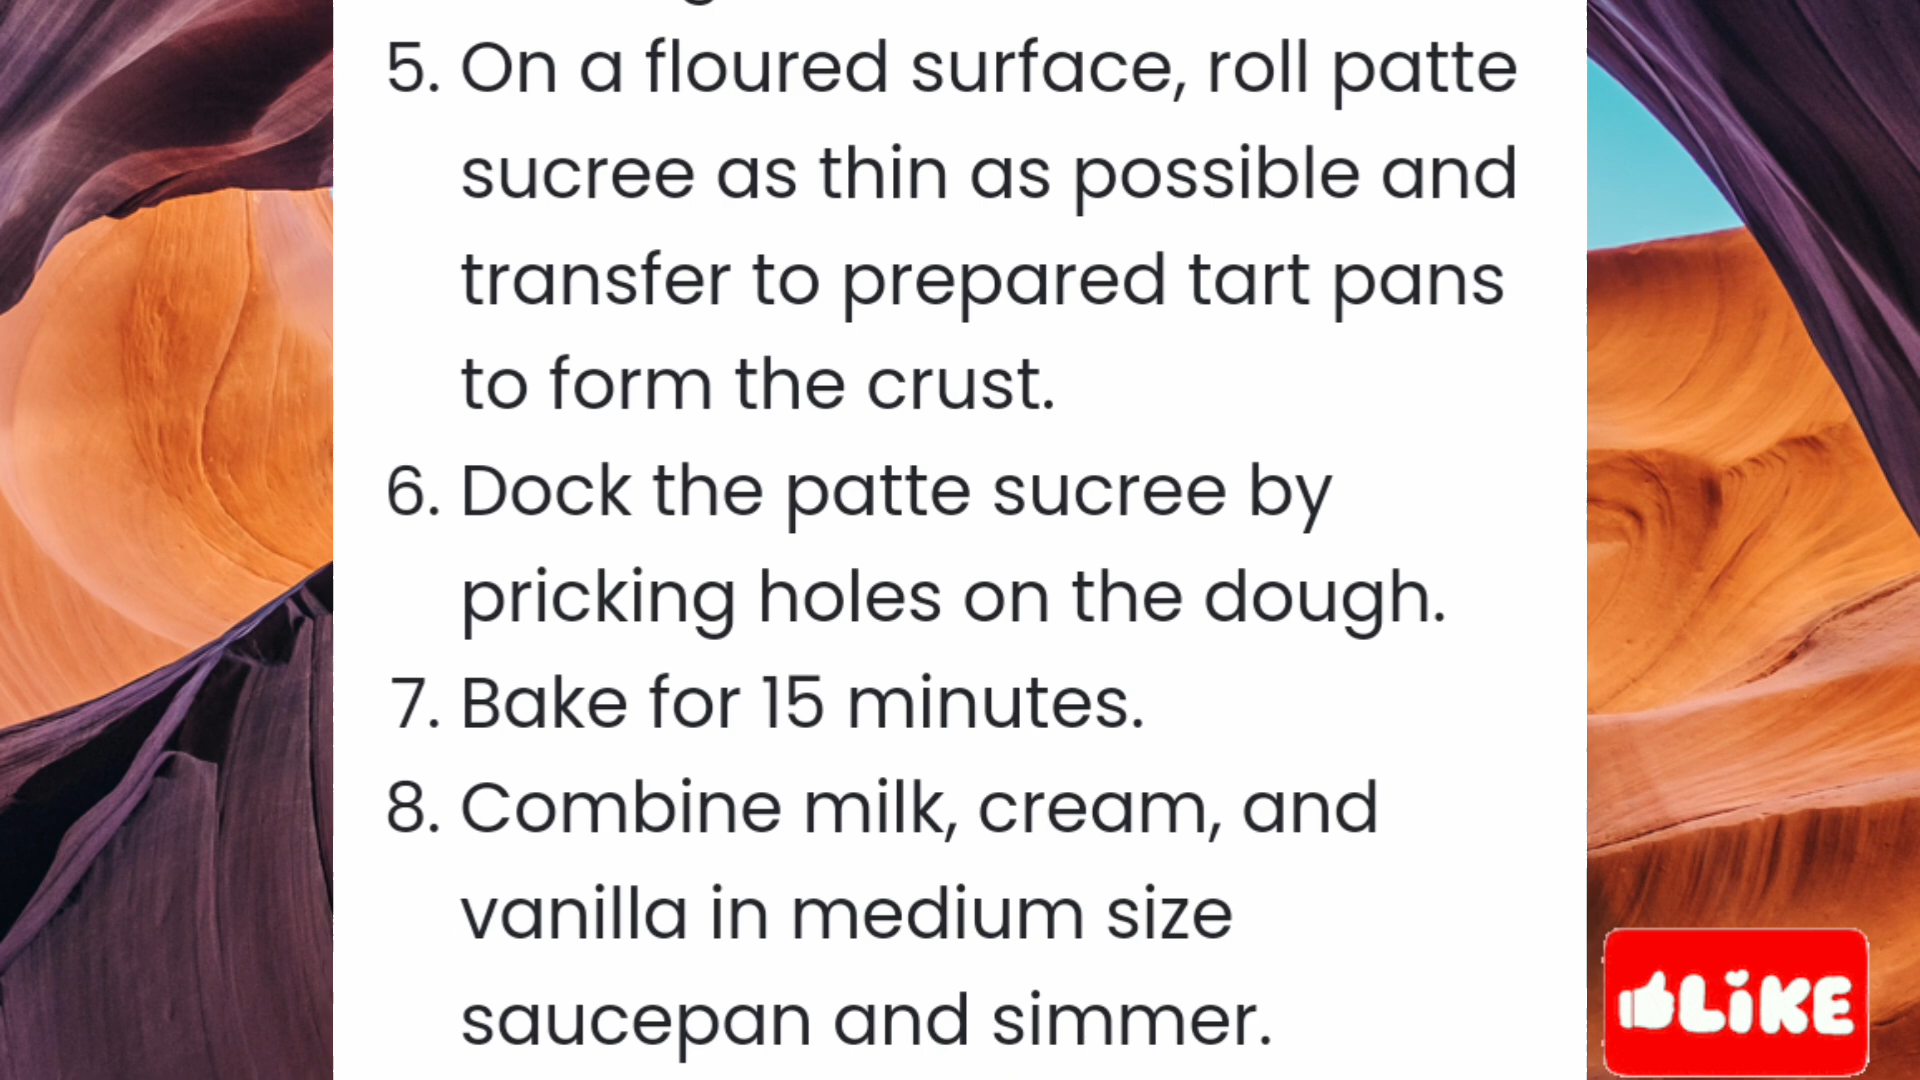 5. On a floured surface, roll patte
sucree as thin as possible and
transfer to prepared tart pans
to form the crust.
6. Dock the patte sucree by
pricking holes on the dough.
7. Bake for 15 minutes.
8. Combine milk, cream, and
vanilla in medium size
saucepan and simmer.
LiKE